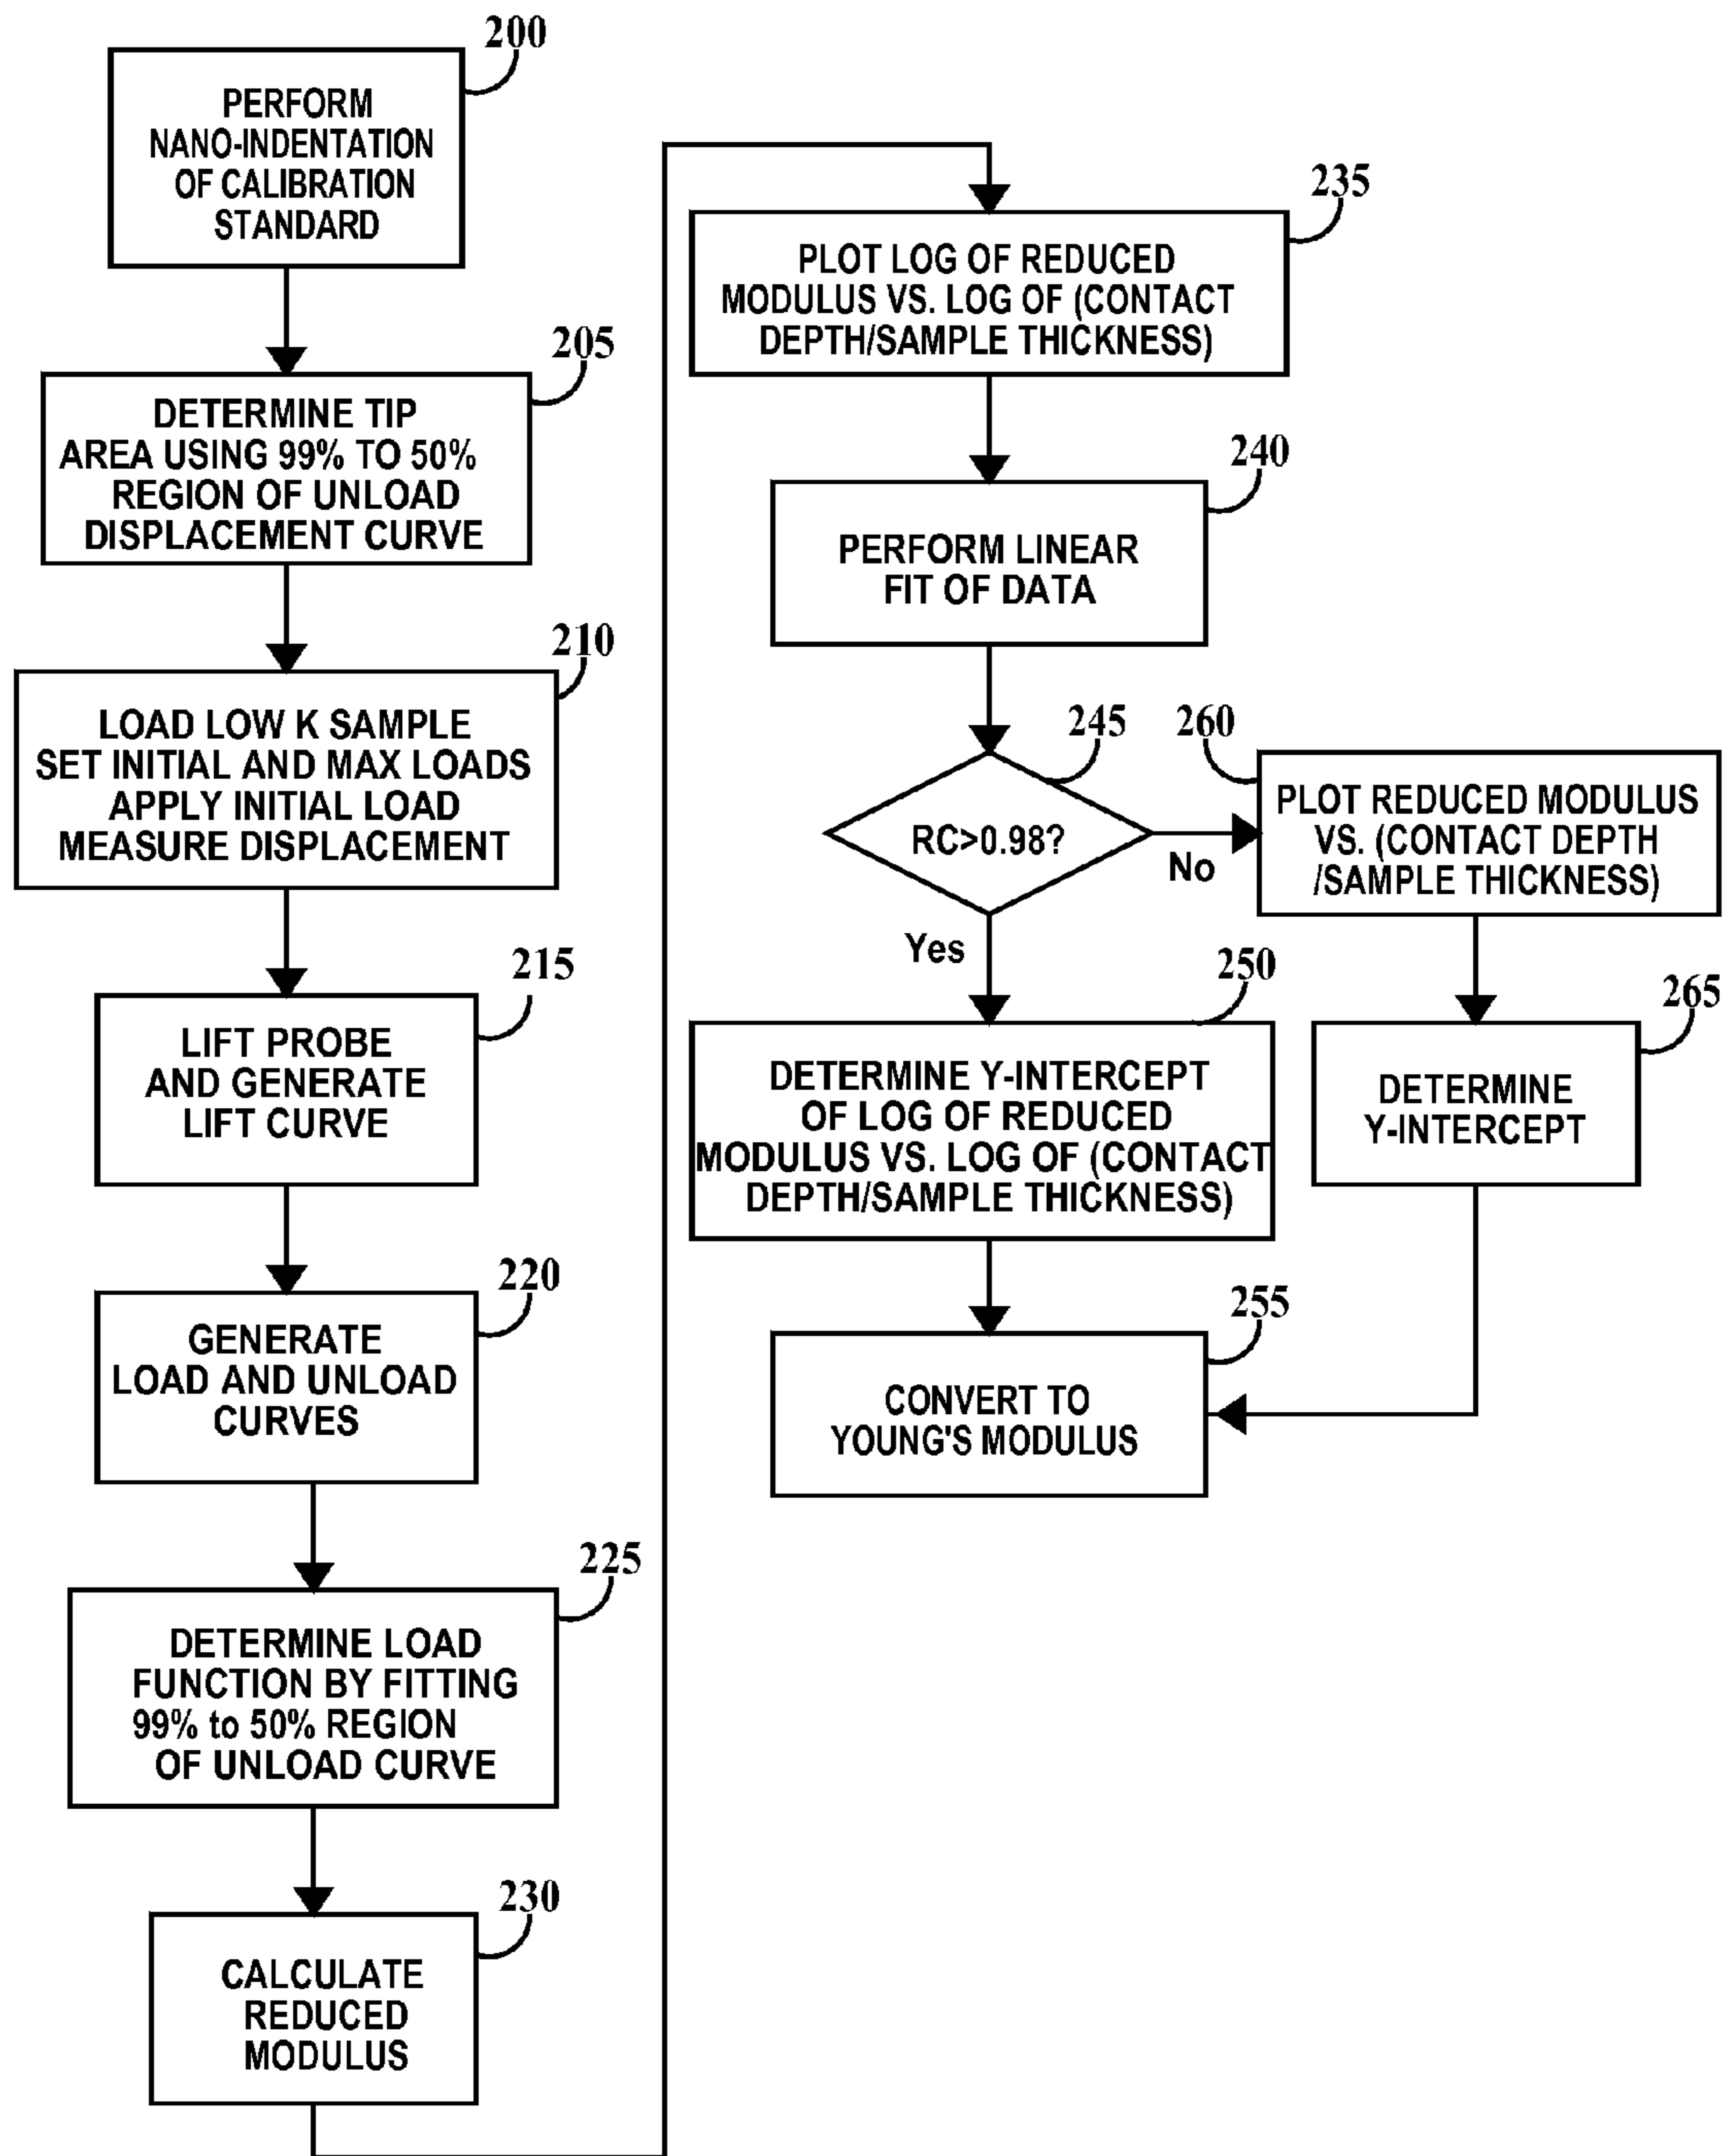 200
PERFORM
NANO-INDENTATION
OF CALIBRATION
STANDARD
205
DETERMINE TIP
AREA USING 99% TO 50%
REGION OF UNLOAD
DISPLACEMENT CURVE
210
LOAD LOW K SAMPLE
SET INITIAL AND MAX LOADS
APPLY INITIAL LOAD
MEASURE DISPLACEMENT
215
LIFT PROBE
AND GENERATE
LIFT CURVE
220
GENERATE
LOAD AND UNLOAD
CURVES
225
DETERMINE LOAD
FUNCTION BY FITTING
99% to 50% REGION
OF UNLOAD CURVE
230
CALCULATE
REDUCED
MODULUS
235
PLOT LOG OF REDUCED
MODULUS VS. LOG OF (CONTACT
DEPTH/SAMPLE THICKNESS)
240
PERFORM LINEAR
FIT OF DATA
245
RC>0.98?
No
Yes
260
PLOT REDUCED MODULUS
VS. (CONTACT DEPTH
/SAMPLE THICKNESS)
250
DETERMINE Y-INTERCEPT
OF LOG OF REDUCED
MODULUS VS. LOG OF (CONTACT
DEPTH/SAMPLE THICKNESS)
265
DETERMINE
Y-INTERCEPT
255
CONVERT TO
YOUNG'S MODULUS